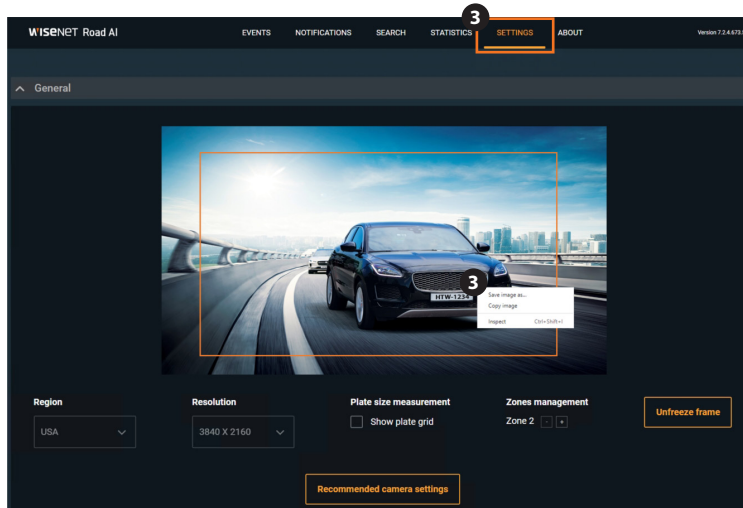 3
WISENET Road AI EVENTS NOTIFICATIONS SEARCH STATISTICS SETTINGS ABOUT Version 7.2.4.673.
General
HTW-1234
3
Save image as...
Copy image
Inspect Ctrl+Shift+I
Region Resolution Plate size measurement Zones management
USA 3840 X 2160 Show plate grid Zone 2 - + Unfreeze frame
Recommended camera settings